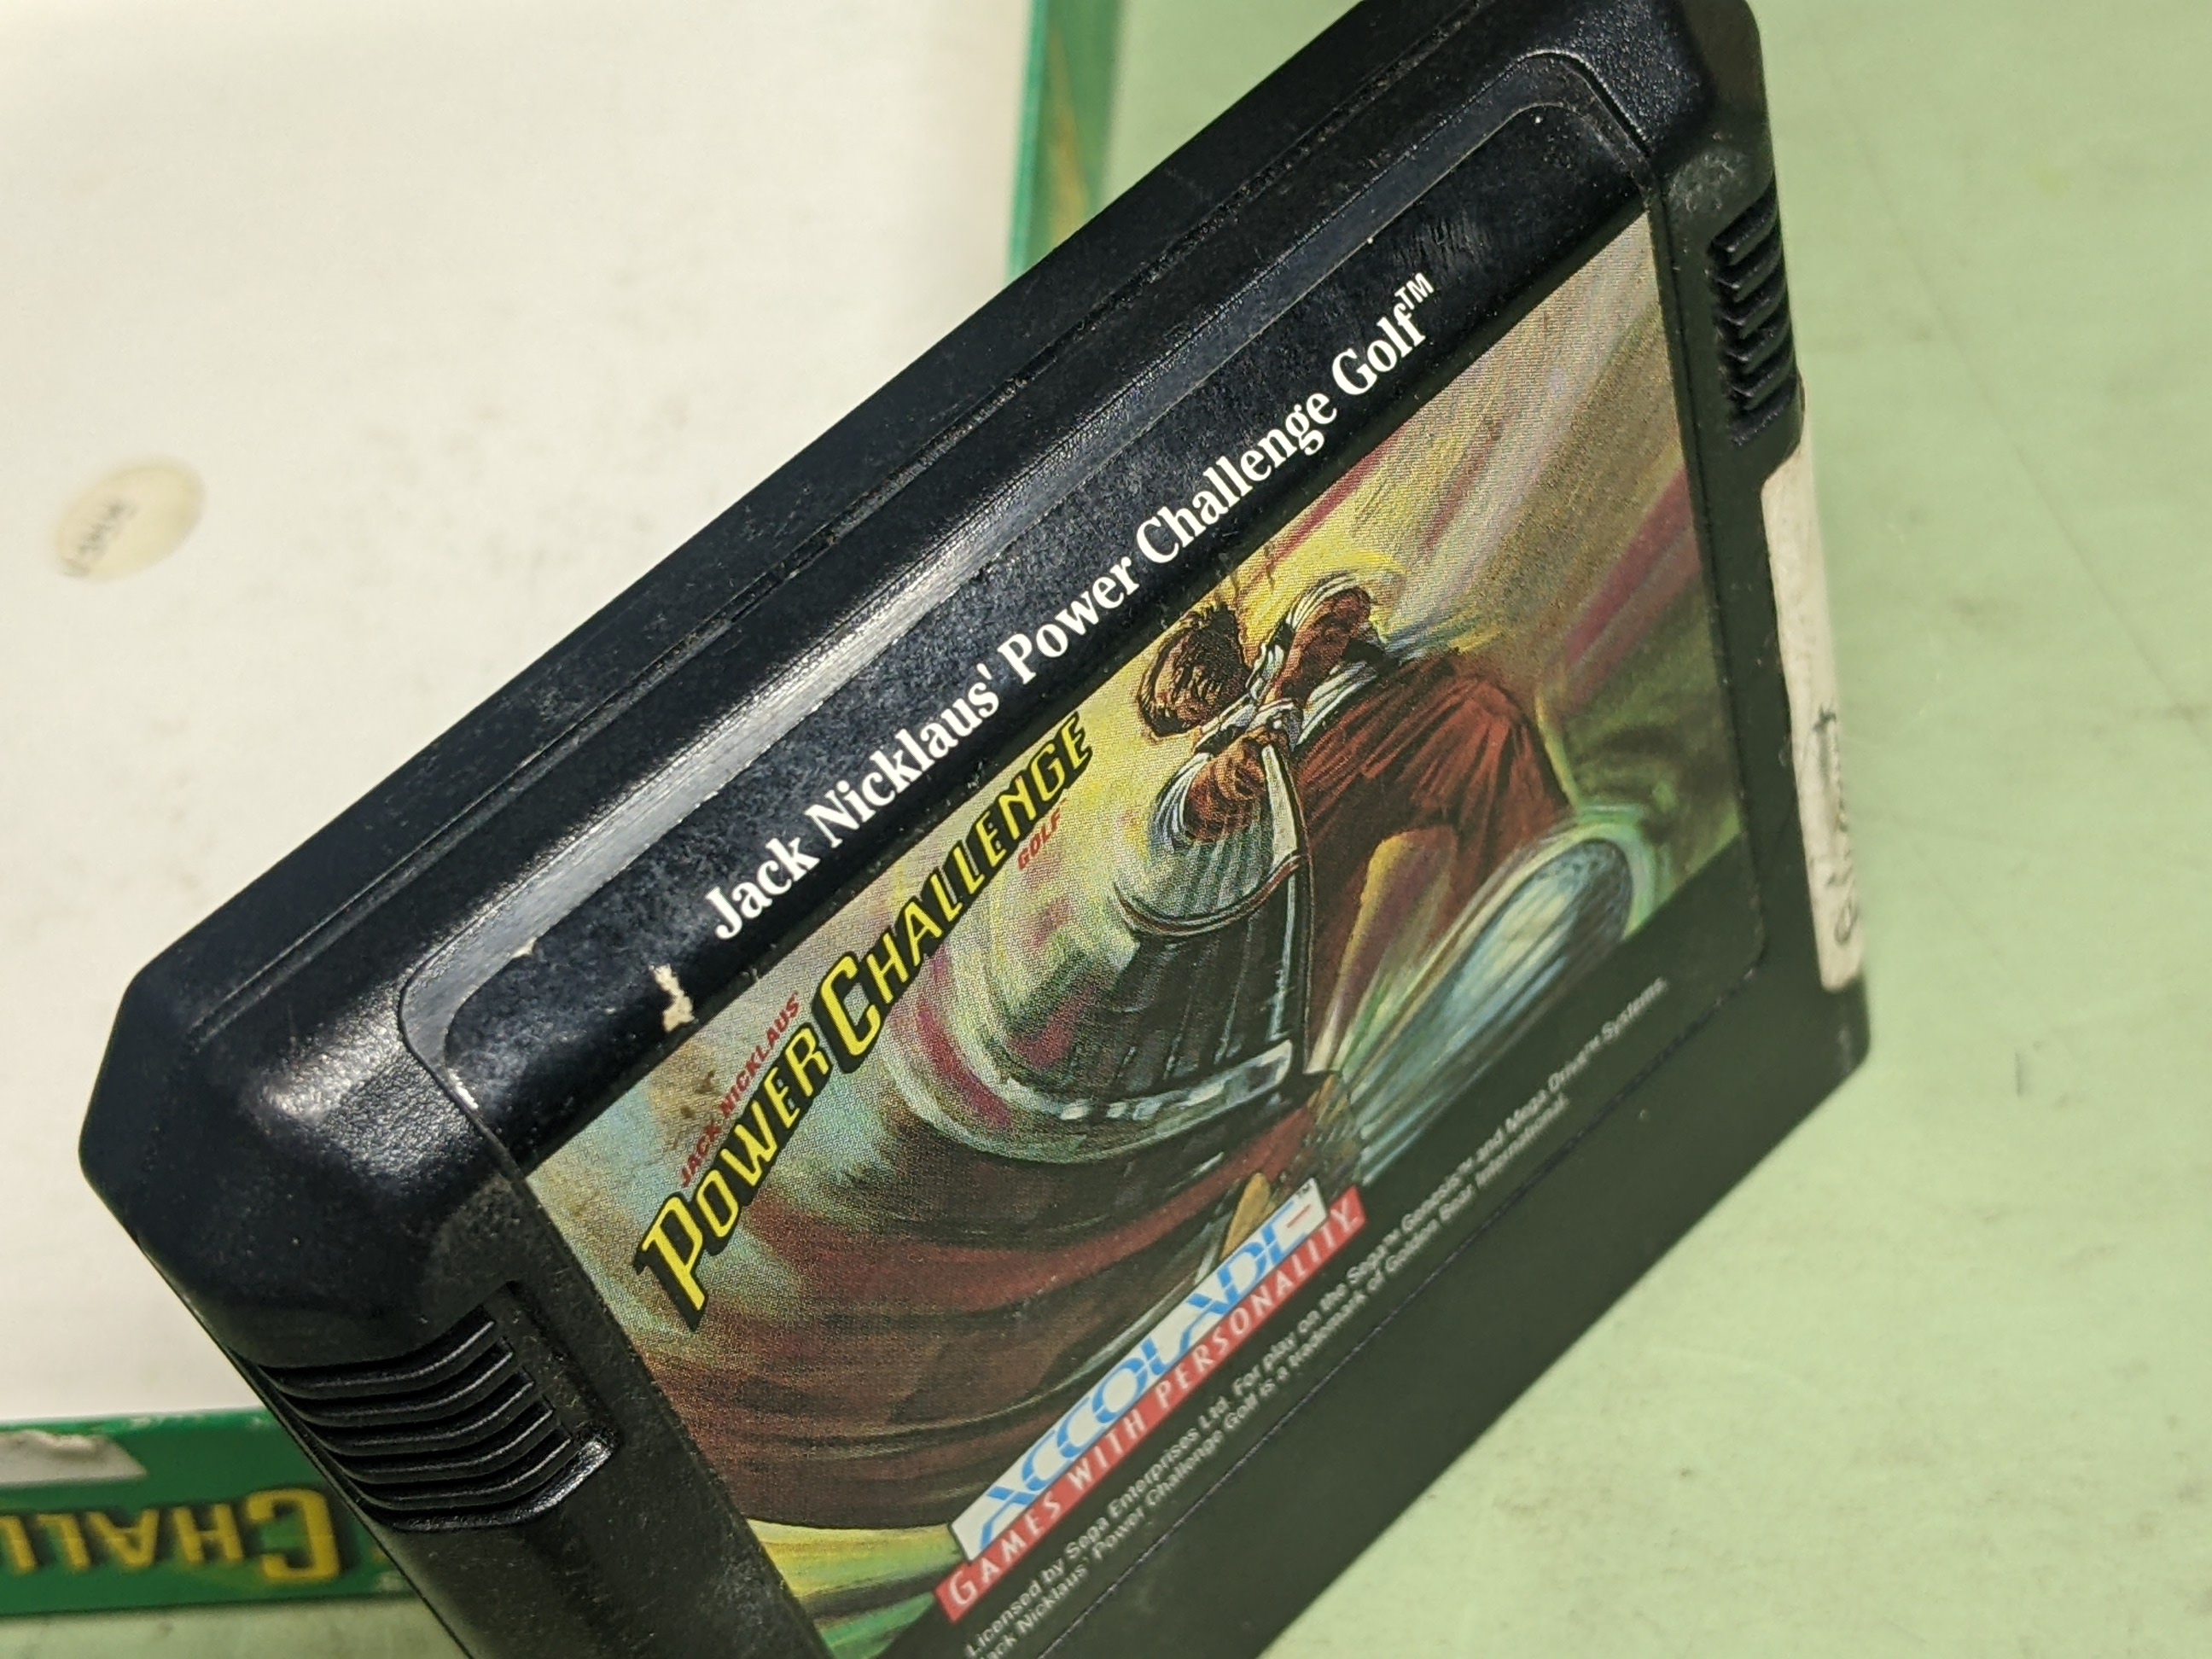 Jack Nicklaus' Power Challenge Golf™
JACK NICKLAUS'
POWER CHALLENGE
GOLF
ACCOLADE™
GAMES WITH PERSONALITY.
Licensed by Sega Enterprises Ltd. For play on the Sega™ Genesis™ and Mega Drive™ Systems.
Jack Nicklaus' Power Challenge Golf is a trademark of Golden Bear International.
CHALL